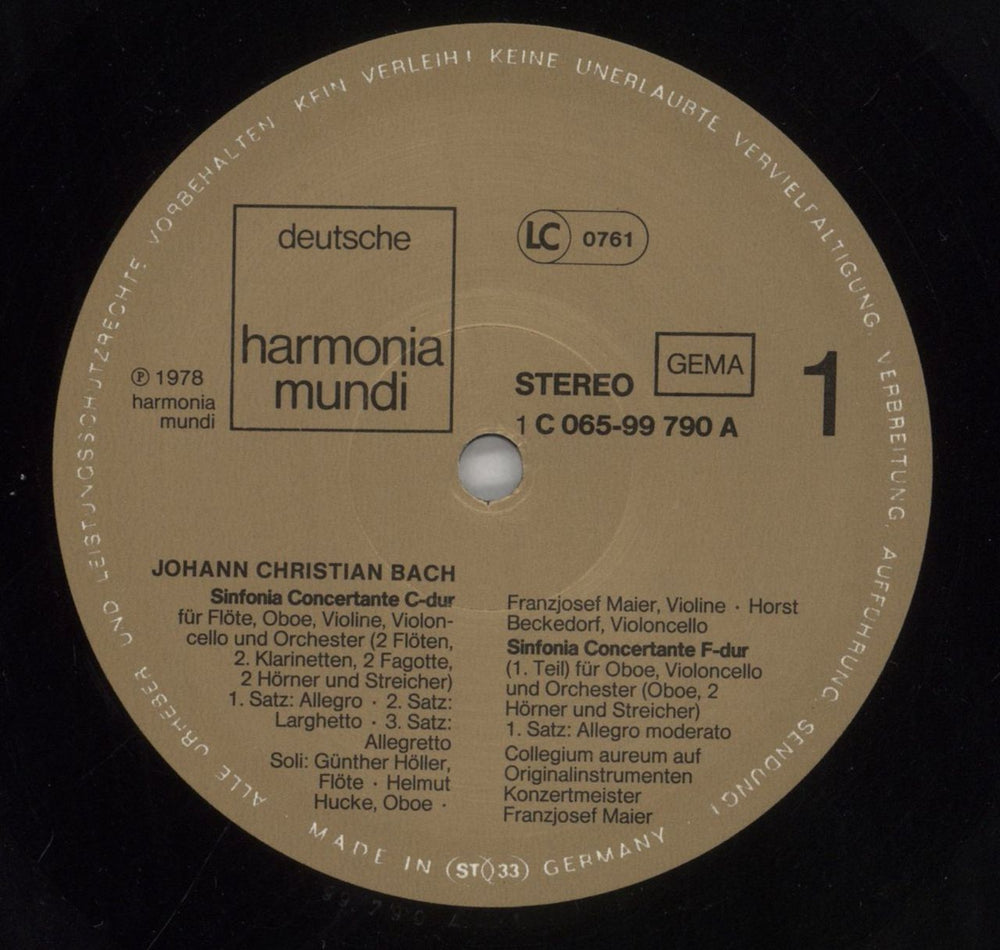 ALLE URHEBER UND LEISTUNGSSCHUTZRECHTE VORBEHALTEN KEIN VERLEIH! KEINE UNERLAUBTE VERVIELFALTIGUNG, VERBREITUNG, AUFFUHRUNG, SENDUNG!
deutsche
harmonia
mundi
LC 0761
GEMA
STEREO
1 C 065-99 790 A
1
℗ 1978
harmonia
mundi
JOHANN CHRISTIAN BACH
Sinfonia Concertante C-dur
für Flöte, Oboe, Violine, Violon-
cello und Orchester (2 Flöten,
2. Klarinetten, 2 Fagotte,
2 Hörner und Streicher)
1. Satz: Allegro · 2. Satz:
Larghetto · 3. Satz:
Allegretto
Soli: Günther Höller,
Flöte · Helmut
Hucke, Oboe ·
Franzjosef Maier, Violine · Horst
Beckedorf, Violoncello
Sinfonia Concertante F-dur
(1. Teil) für Oboe, Violoncello
und Orchester (Oboe, 2
Hörner und Streicher)
1. Satz: Allegro moderato
Collegium aureum auf
Originalinstrumenten
Konzertmeister
Franzjosef Maier
MADE IN (ST 33) GERMANY